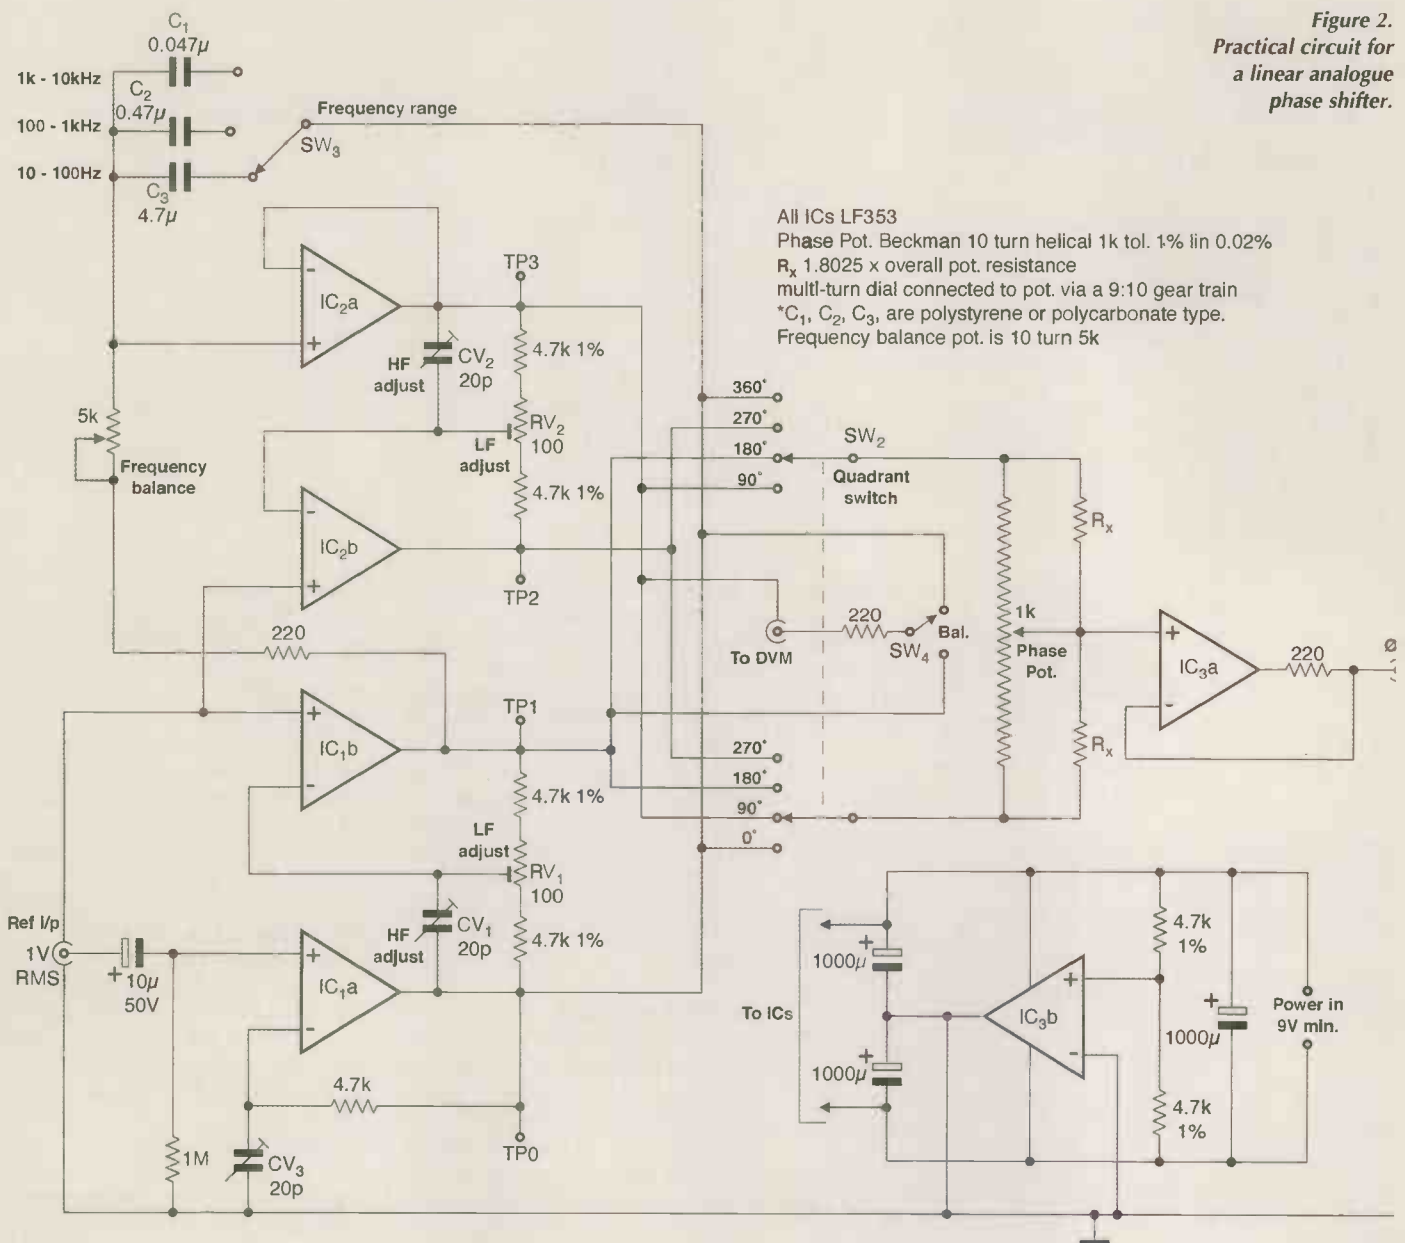 Figure 2.
Practical circuit for
a linear analogue
phase shifter.
C1
0.047µ
1k - 10kHz
C2
0.47µ
100 - 1kHz
10 - 100Hz
C3
4.7µ
Frequency range
SW3
All ICs LF353
Phase Pot. Beckman 10 turn helical 1k tol. 1% lin 0.02%
Rx 1.8025 x overall pot. resistance
multi-turn dial connected to pot. via a 9:10 gear train
*C1, C2, C3, are polystyrene or polycarbonate type.
Frequency balance pot. is 10 turn 5k
-
IC2a
+
TP3
HF
adjust
CV2
20p
4.7k 1%
RV2
100
LF
adjust
4.7k 1%
5k
Frequency
balance
-
IC2b
+
TP2
360°
270°
180°
90°
SW2
Quadrant
switch
Rx
220
To DVM
220
SW4
Bal.
1k
Phase
Pot.
+
IC3a
-
220
Ø
Rx
+
IC1b
-
TP1
4.7k 1%
LF
adjust
RV1
100
270°
180°
90°
0°
Ref I/p
1V
RMS
+
10µ
50V
+
IC1a
-
HF
adjust
CV1
20p
4.7k 1%
4.7k
TP0
1M
CV3
20p
To ICs
+
1000µ
+
1000µ
IC3b
+
-
4.7k
1%
4.7k
1%
+
1000µ
Power in
9V min.